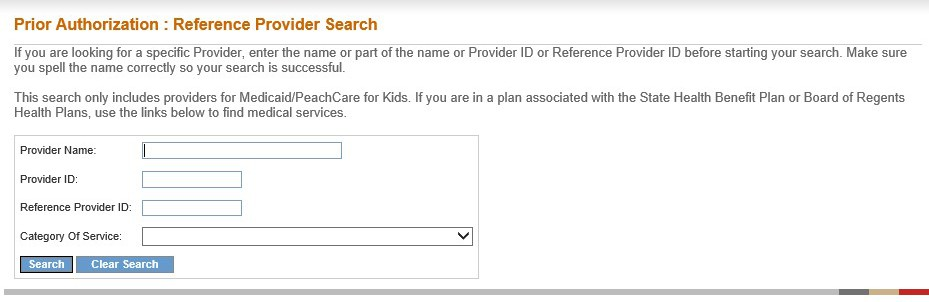 Prior Authorization : Reference Provider Search
If you are looking for a specific Provider, enter the name or part of the name or Provider ID or Reference Provider ID before starting your search. Make sure
you spell the name correctly so your search is successful.
This search only includes providers for Medicaid/PeachCare for Kids. If you are in a plan associated with the State Health Benefit Plan or Board of Regents
Health Plans, use the links below to find medical services.
Provider Name:
Provider ID:
Reference Provider ID:
Category Of Service:
Search Clear Search